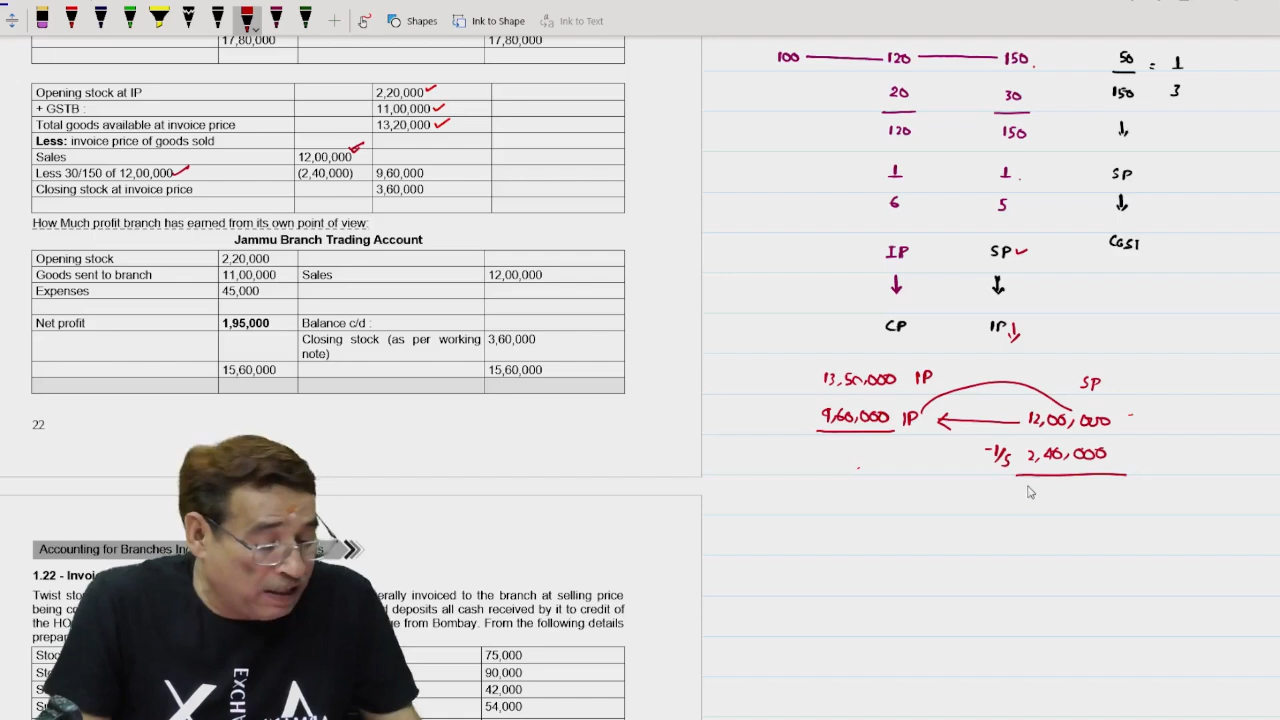 Shapes Ink to Shape Ink to Text
17,80,000 17,80,000
Opening stock at IP 2,20,000
+ GSTB : 11,00,000
Total goods available at invoice price 13,20,000
Less: invoice price of goods sold
Sales 12,00,000
Less 30/150 of 12,00,000 (2,40,000) 9,60,000
Closing stock at invoice price 3,60,000
How Much profit branch has earned from its own point of view:
Jammu Branch Trading Account
Opening stock 2,20,000
Goods sent to branch 11,00,000 Sales 12,00,000
Expenses 45,000
Net profit 1,95,000 Balance c/d :
Closing stock (as per working 3,60,000
note)
15,60,000 15,60,000
22
Accounting for Branches
1.22 -
Twist erally invoiced to the branch at selling price
being deposits all cash received by it to credit of
the from Bombay. From the following details
75,000
90,000
42,000
54,000
EXCHA
100 120 150 50 = 1
20 30 150 3
120 150
1 1 SP
6 5
IP SP COST
CP IP
13,50,000 IP SP
9,60,000 IP 12,00,000
-1/5 2,40,000